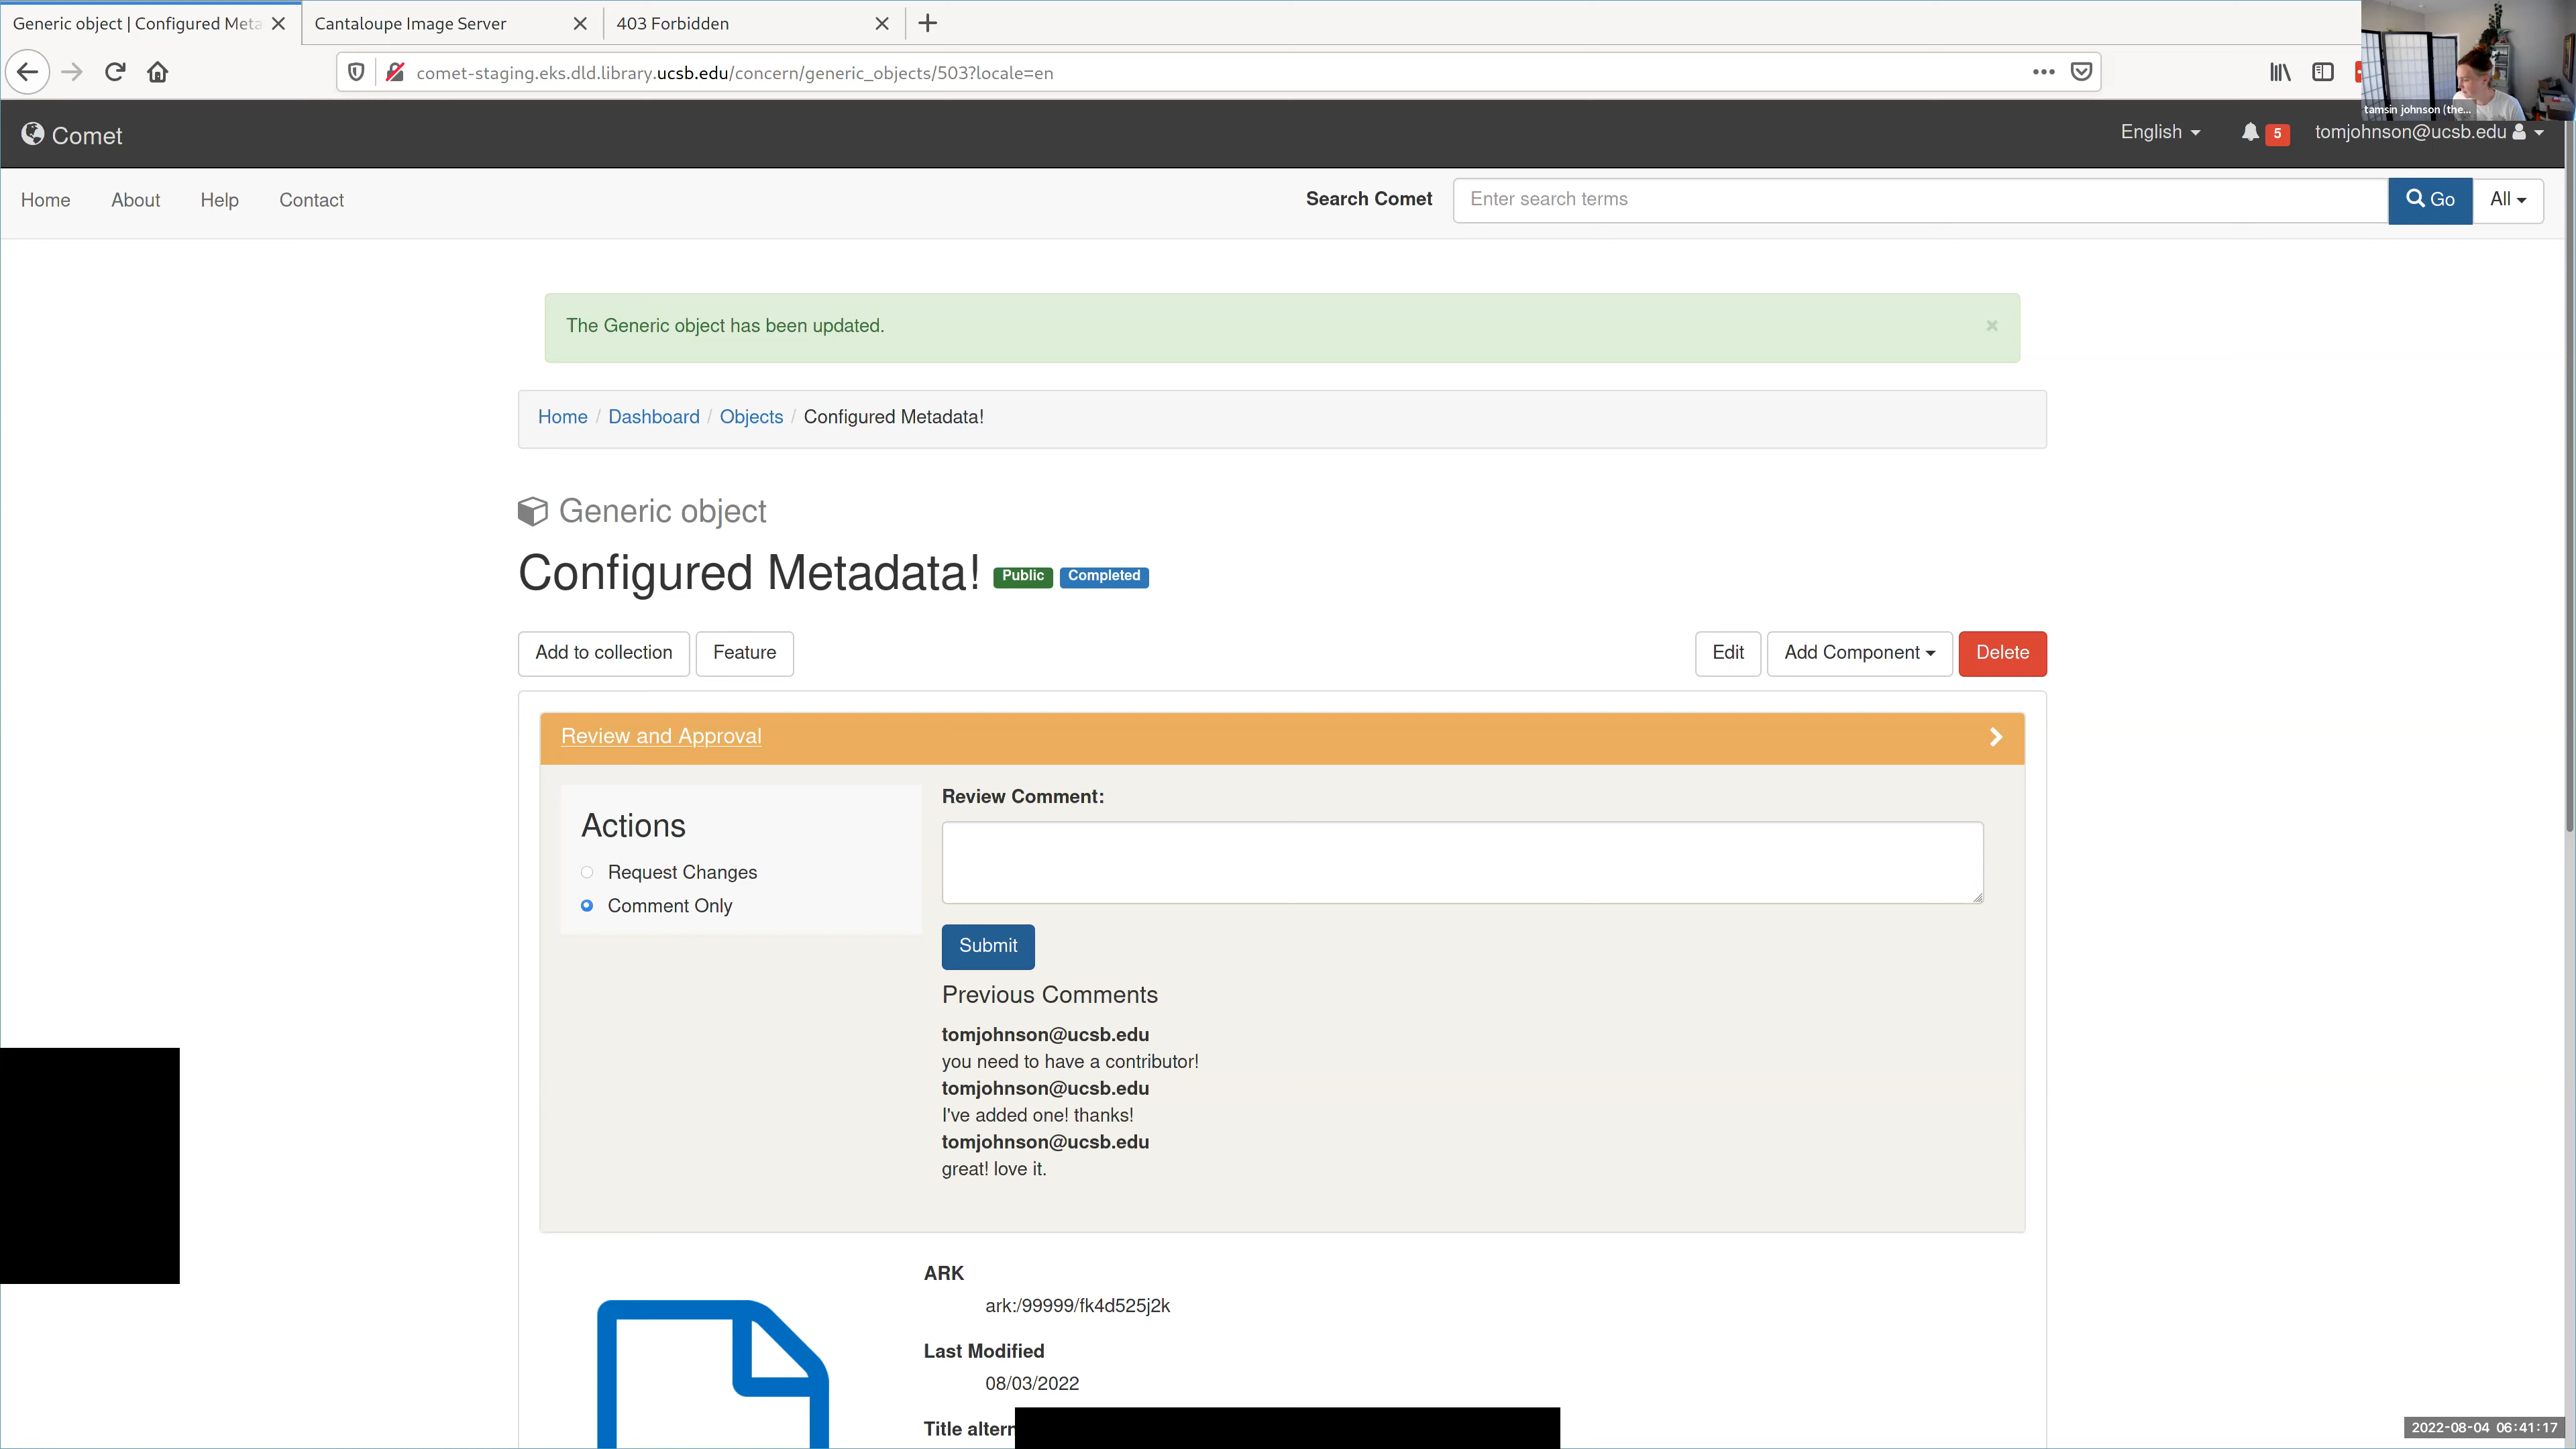 Generic object | Configured Meta
Cantaloupe Image Server
403 Forbidden
comet-staging.eks.dld.library.ucsb.edu/concern/generic_objects/503?locale=en
tamsin johnson (the...
Comet
English
5
tomjohnson@ucsb.edu
Home
About
Help
Contact
Search Comet
Enter search terms
Go
All
The Generic object has been updated.
×
Home / Dashboard / Objects / Configured Metadata!
Generic object
Configured Metadata! Public Completed
Add to collection
Feature
Edit
Add Component
Delete
Review and Approval
Actions
Request Changes
Comment Only
Review Comment:
Submit
Previous Comments
tomjohnson@ucsb.edu
you need to have a contributor!
tomjohnson@ucsb.edu
I've added one! thanks!
tomjohnson@ucsb.edu
great! love it.
ARK
ark:/99999/fk4d525j2k
Last Modified
08/03/2022
Title altern
2022-08-04 06:41:17